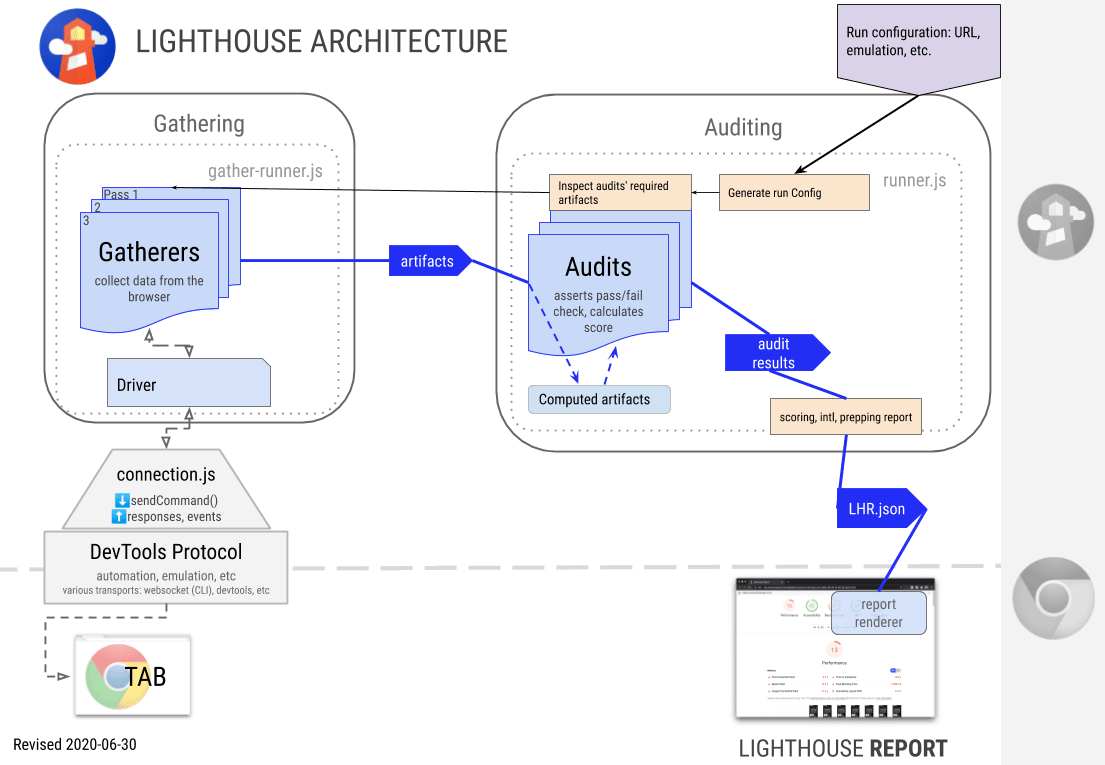 LIGHTHOUSE ARCHITECTURE
Run configuration: URL,
emulation, etc.
Gathering
gather-runner.js
Pass 1
2
3
Gatherers
collect data from the
browser
Driver
connection.js
sendCommand()
responses, events
DevTools Protocol
automation, emulation, etc
various transports: websocket (CLI), devtools, etc
TAB
artifacts
Auditing
runner.js
Inspect audits' required
artifacts
Generate run Config
Audits
asserts pass/fail
check, calculates
score
Computed artifacts
audit
results
scoring, intl, prepping report
LHR.json
report
renderer
13
Performance
LIGHTHOUSE REPORT
Revised 2020-06-30